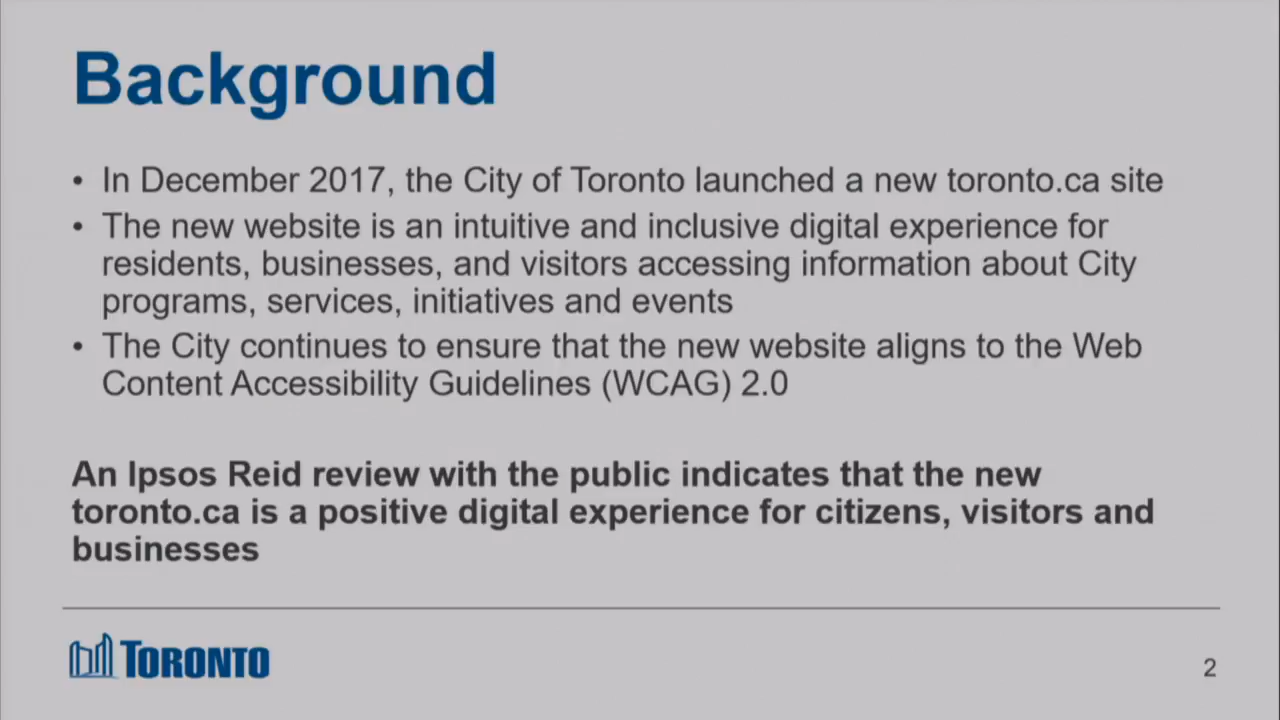 Background
• In December 2017, the City of Toronto launched a new toronto.ca site
• The new website is an intuitive and inclusive digital experience for
residents, businesses, and visitors accessing information about City
programs, services, initiatives and events
• The City continues to ensure that the new website aligns to the Web
Content Accessibility Guidelines (WCAG) 2.0
An Ipsos Reid review with the public indicates that the new
toronto.ca is a positive digital experience for citizens, visitors and
businesses
TORONTO
2